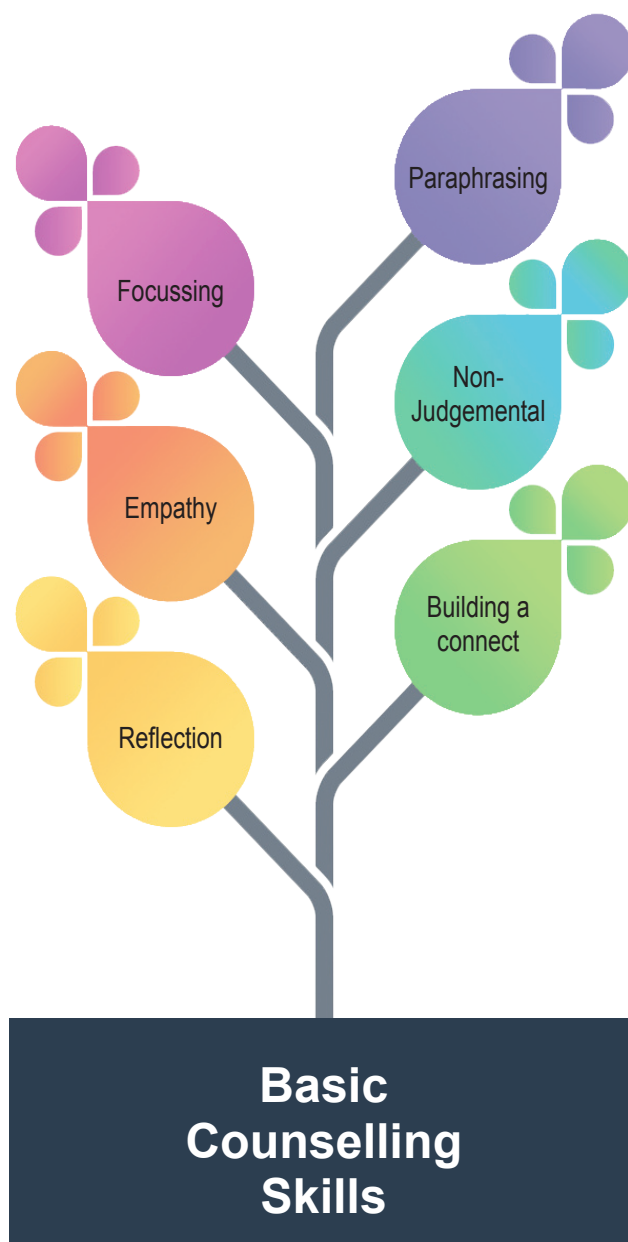 Paraphrasing
Focussing
Non-
Judgemental
Empathy
Building a
connect
Reflection
Basic
Counselling
Skills